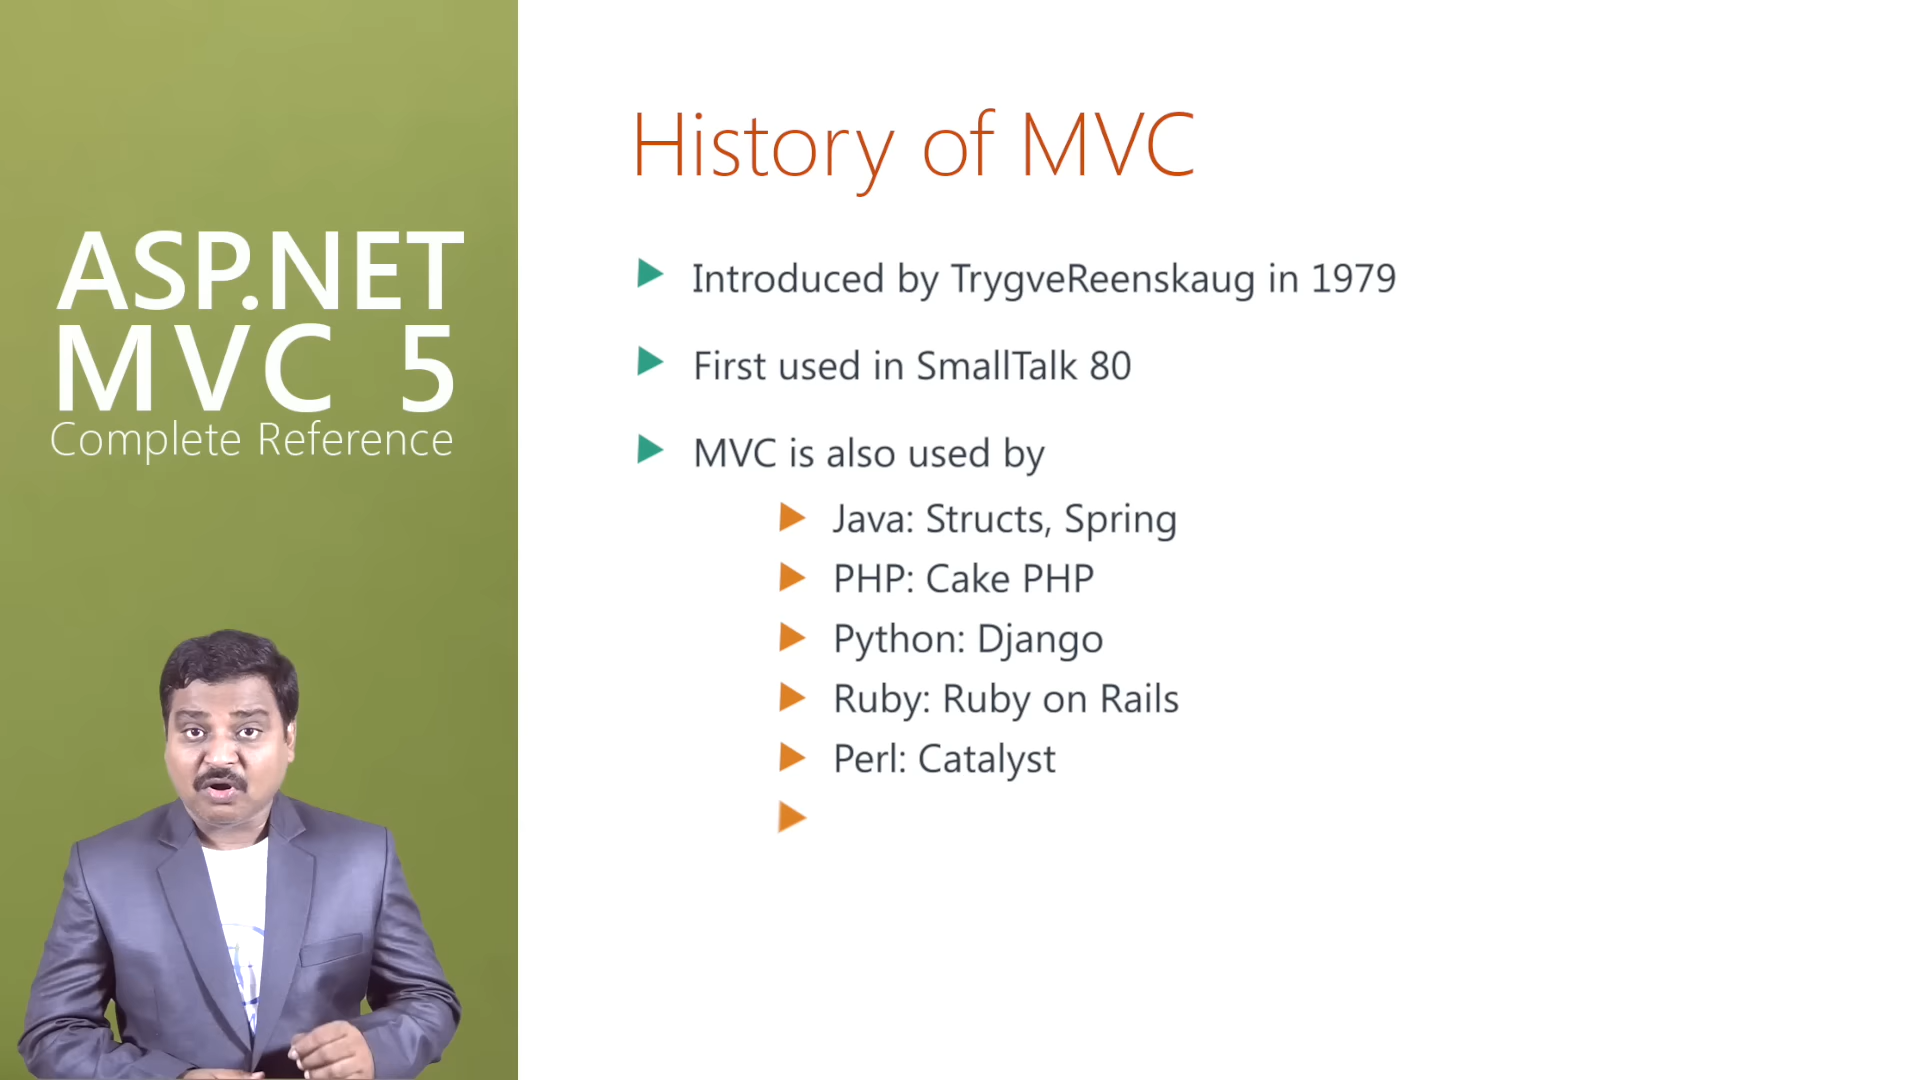 ASP.NET
MVC 5
Complete Reference
History of MVC
Introduced by TrygveReenskaug in 1979
First used in SmallTalk 80
MVC is also used by
Java: Structs, Spring
PHP: Cake PHP
Python: Django
Ruby: Ruby on Rails
Perl: Catalyst